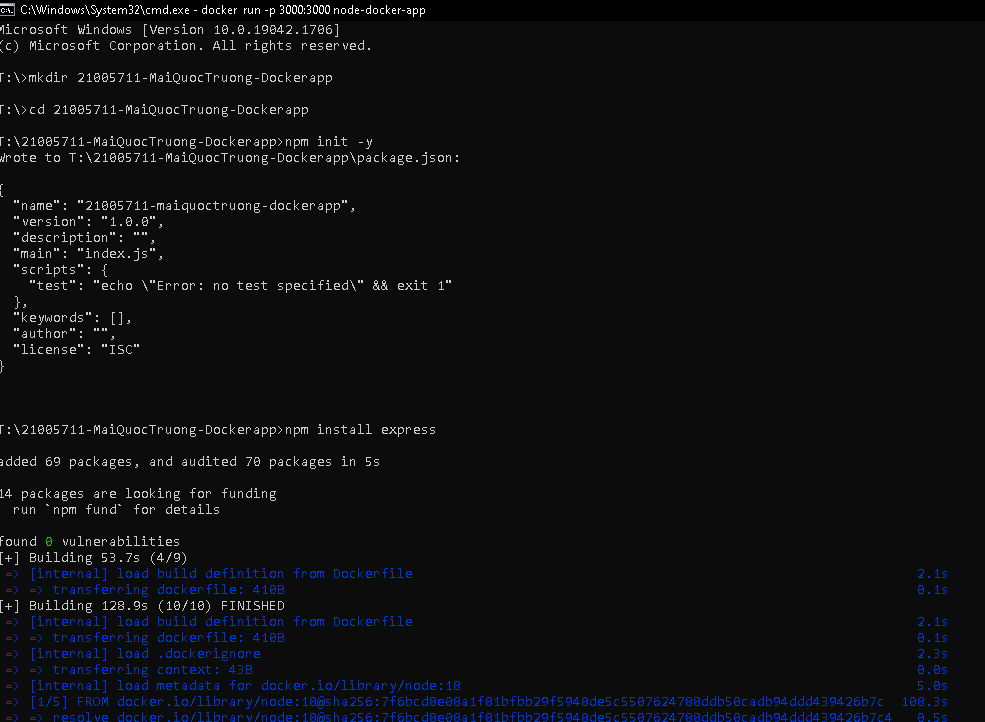 C:\Windows\System32\cmd.exe - docker run -p 3000:3000 node-docker-app
Microsoft Windows [Version 10.0.19042.1706]
(c) Microsoft Corporation. All rights reserved.
T:\>mkdir 21005711-MaiQuocTruong-Dockerapp
T:\>cd 21005711-MaiQuocTruong-Dockerapp
T:\21005711-MaiQuocTruong-Dockerapp>npm init -y
Wrote to T:\21005711-MaiQuocTruong-Dockerapp\package.json:
{
  "name": "21005711-maiquoctruong-dockerapp",
  "version": "1.0.0",
  "description": "",
  "main": "index.js",
  "scripts": {
    "test": "echo \"Error: no test specified\" && exit 1"
  },
  "keywords": [],
  "author": "",
  "license": "ISC"
}
T:\21005711-MaiQuocTruong-Dockerapp>npm install express
added 69 packages, and audited 70 packages in 5s
14 packages are looking for funding
  run `npm fund` for details
found 0 vulnerabilities
[+] Building 53.7s (4/9)
 => [internal] load build definition from Dockerfile 2.1s
 => => transferring dockerfile: 410B 0.1s
[+] Building 128.9s (10/10) FINISHED
 => [internal] load build definition from Dockerfile 2.1s
 => => transferring dockerfile: 410B 0.1s
 => [internal] load .dockerignore 2.3s
 => => transferring context: 43B 0.0s
 => [internal] load metadata for docker.io/library/node:18 5.0s
 => [1/5] FROM docker.io/library/node:18@sha256:7f6bcd8e08a1f81bfbb29f5948de5c5507624788ddb50cadb94ddd439426b7c 108.3s
 => => resolve docker.io/library/node:18@sha256:7f6bcd8e08a1f81bfbb29f5948de5c5507624788ddb50cadb94ddd439426b7c4 0.5s